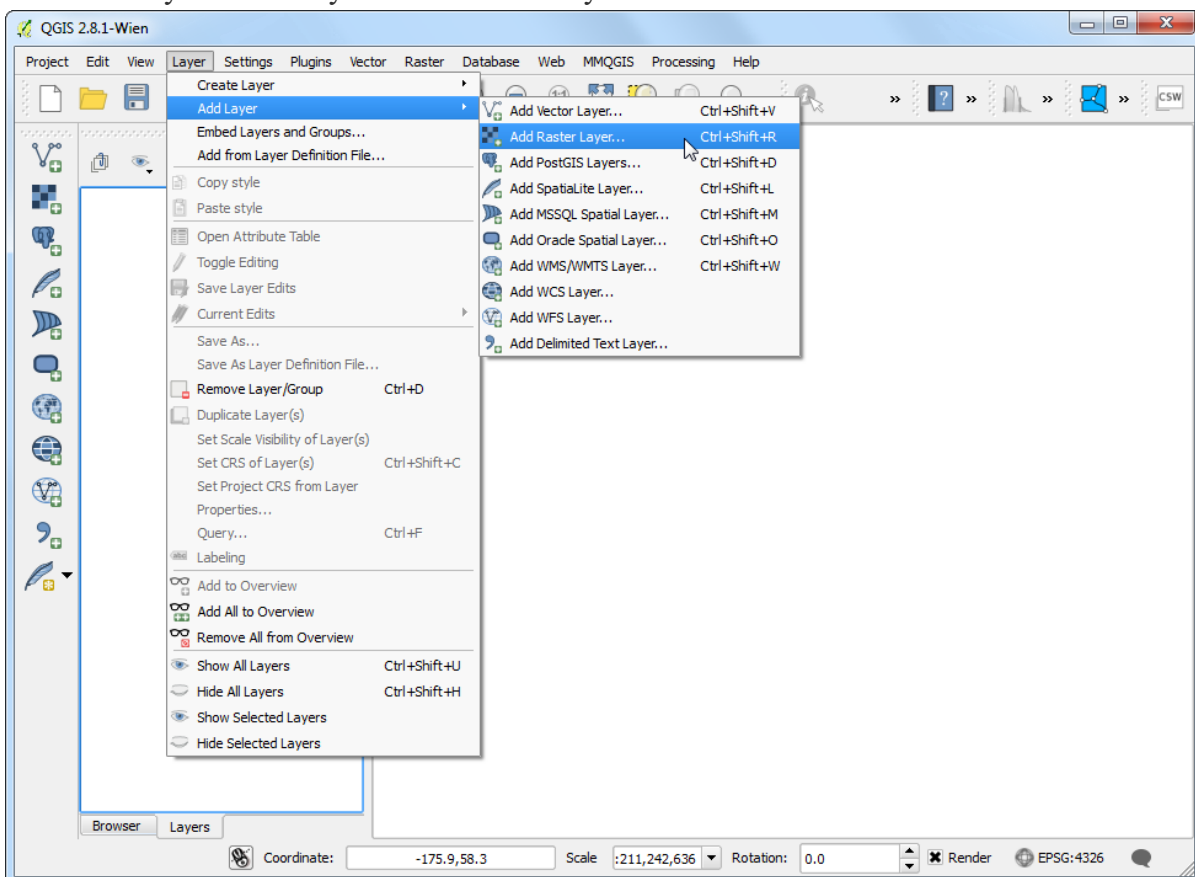 QGIS 2.8.1-Wien
Project Edit View Layer Settings Plugins Vector Raster Database Web MMQGIS Processing Help
Create Layer
Add Layer
Embed Layers and Groups...
Add from Layer Definition File...
Copy style
Paste style
Open Attribute Table
Toggle Editing
Save Layer Edits
Current Edits
Save As...
Save As Layer Definition File...
Remove Layer/Group Ctrl+D
Duplicate Layer(s)
Set Scale Visibility of Layer(s)
Set CRS of Layer(s) Ctrl+Shift+C
Set Project CRS from Layer
Properties...
Query... Ctrl+F
Labeling
Add to Overview
Add All to Overview
Remove All from Overview
Show All Layers Ctrl+Shift+U
Hide All Layers Ctrl+Shift+H
Show Selected Layers
Hide Selected Layers
Add Vector Layer... Ctrl+Shift+V
Add Raster Layer... Ctrl+Shift+R
Add PostGIS Layers... Ctrl+Shift+D
Add SpatiaLite Layer... Ctrl+Shift+L
Add MSSQL Spatial Layer... Ctrl+Shift+M
Add Oracle Spatial Layer... Ctrl+Shift+O
Add WMS/WMTS Layer... Ctrl+Shift+W
Add WCS Layer...
Add WFS Layer...
Add Delimited Text Layer...
» ? » » » CSW
Browser Layers
Coordinate: -175.9,58.3 Scale :211,242,636 Rotation: 0.0 Render EPSG:4326